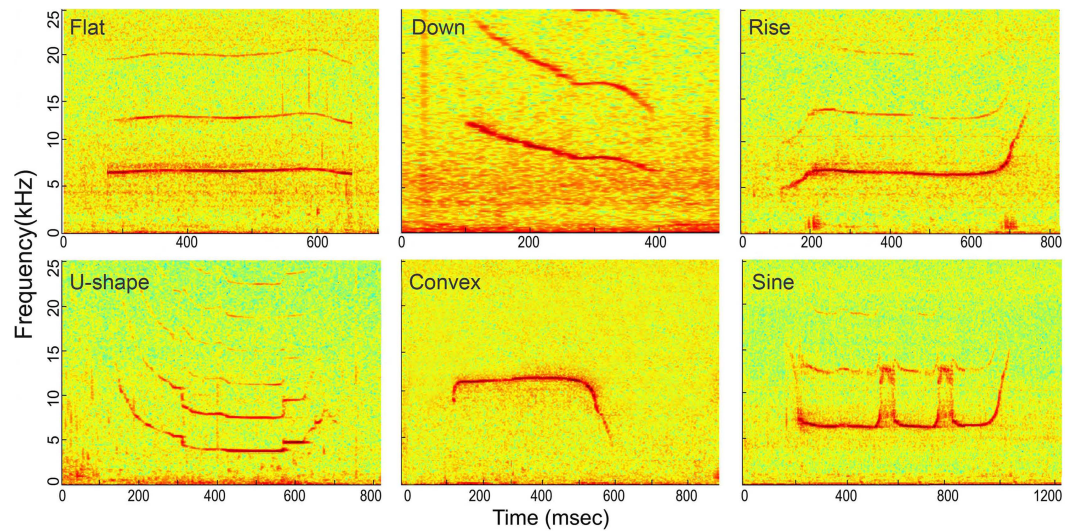 Flat
Down
Rise
25
20
15
10
5
0
0 400 600
0 200 400
0 200 400 600 800
U-shape
Convex
Sine
25
20
15
10
5
0
0 200 400 600 800
200 400 600 800
0 200 400 800 1200
Frequency(kHz)
Time (msec)